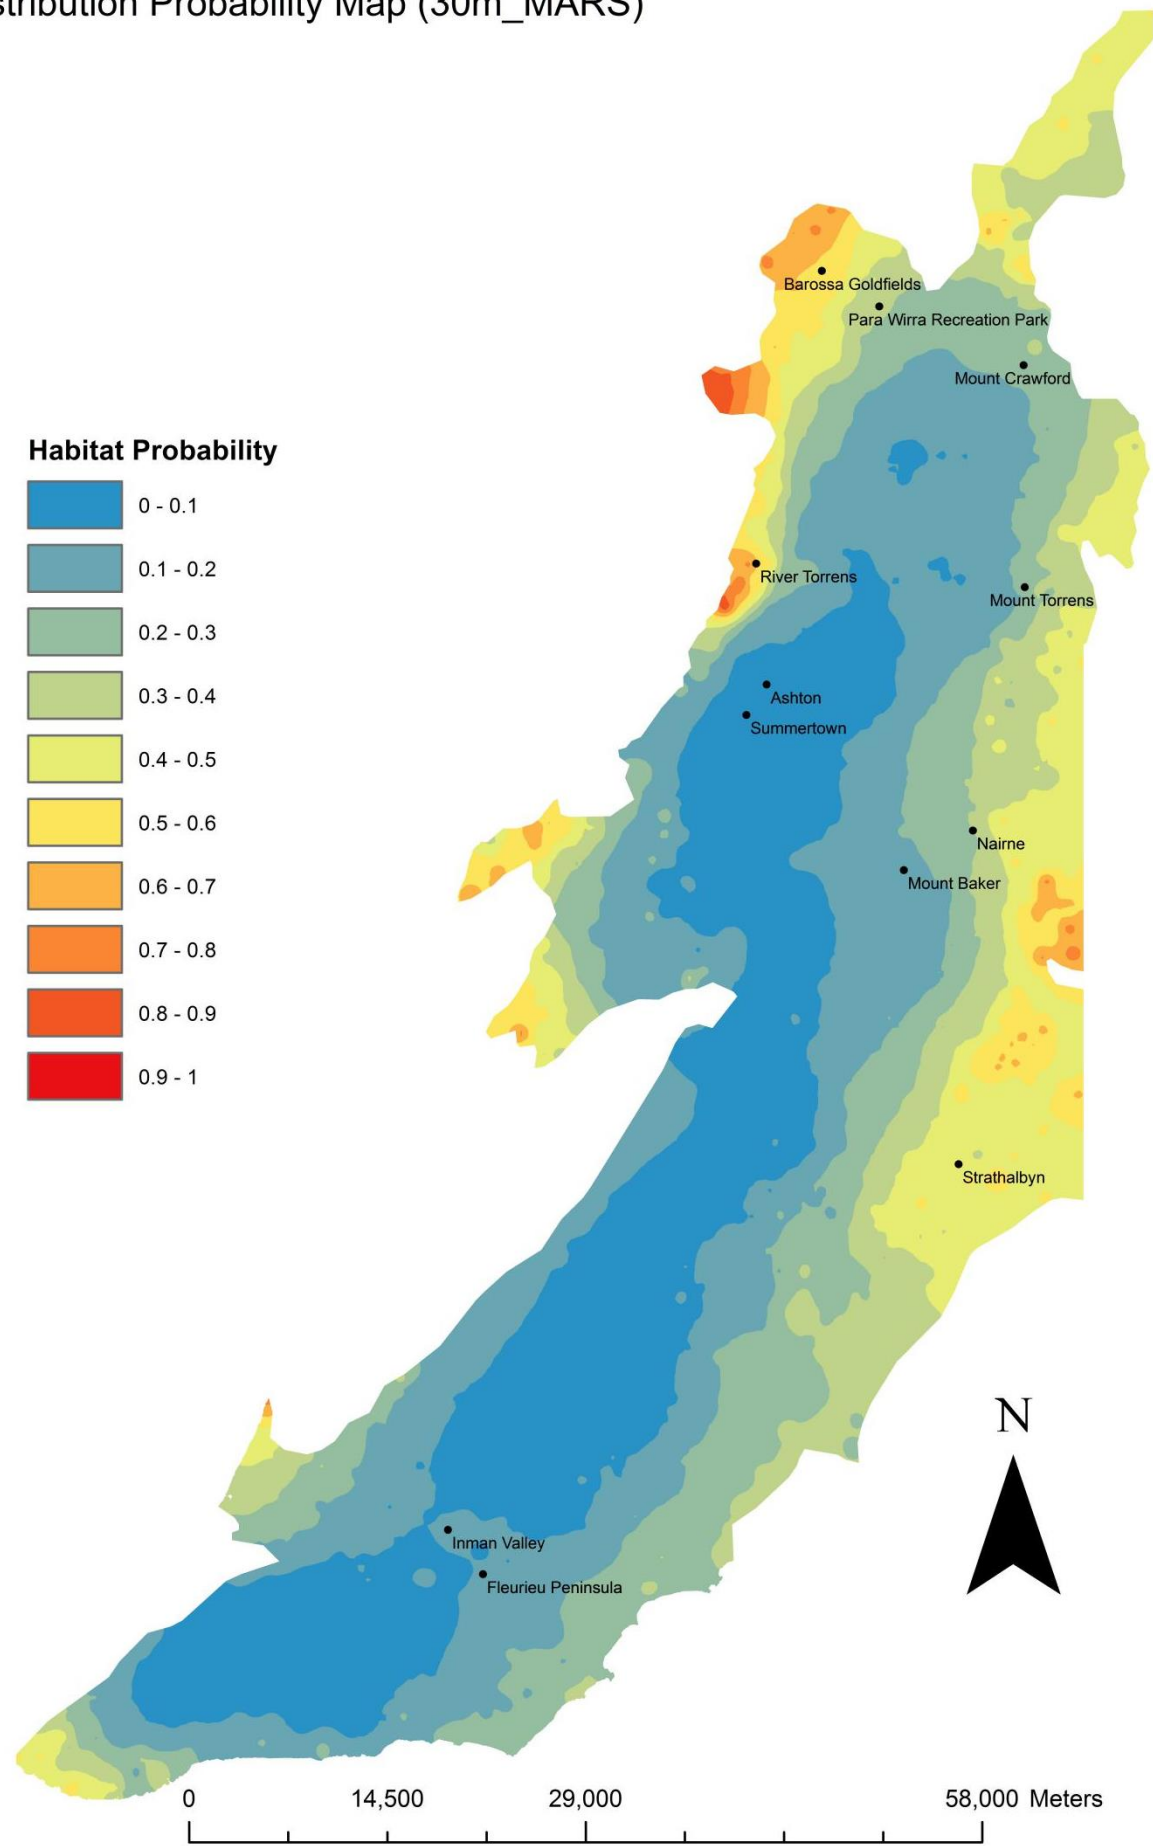 stribution Probability Map (30m_MARS)
Barossa Goldfields
Para Wirra Recreation Park
Mount Crawford
Habitat Probability
0 - 0.1
0.1 - 0.2
River Torrens
Mount Torrens
0.2 - 0.3
0.3 - 0.4
Ashton
Summertown
0.4 - 0.5
0.5 - 0.6
Nairne
0.6 - 0.7
Mount Baker
0.7 - 0.8
0.8 - 0.9
0.9 - 1
Strathalbyn
N
Inman Valley
Fleurieu Peninsula
0 14,500 29,000 58,000 Meters